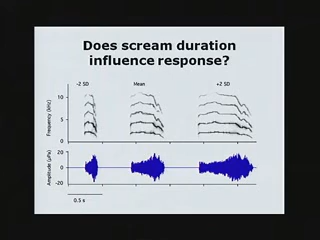 Does scream duration
influence response?
-2 SD
Mean
+2 SD
Frequency (kHz)
10
5
0
Amplitude (µPa)
20
0
-20
0.5 s